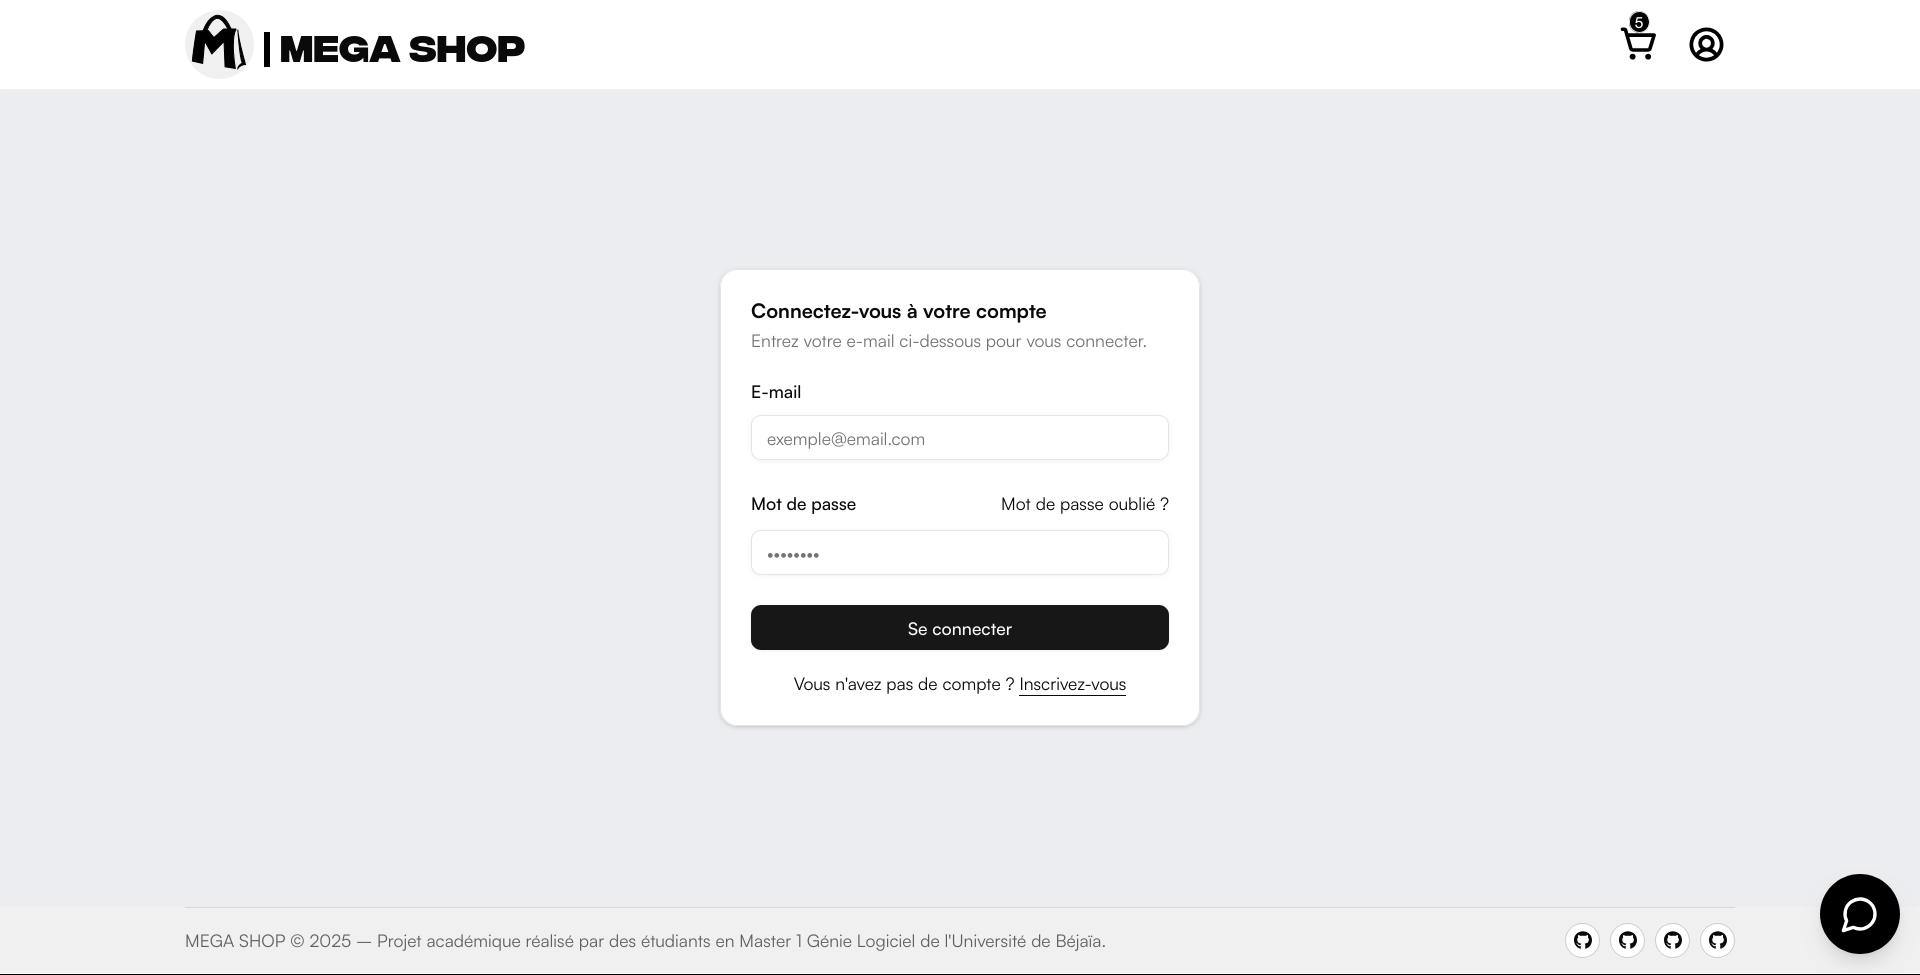 | MEGA SHOP
5
Connectez-vous à votre compte
Entrez votre e-mail ci-dessous pour vous connecter.
E-mail
exemple@email.com
Mot de passe
Mot de passe oublié ?
••••••••
Se connecter
Vous n'avez pas de compte ? Inscrivez-vous
MEGA SHOP © 2025 — Projet académique réalisé par des étudiants en Master 1 Génie Logiciel de l'Université de Béjaïa.